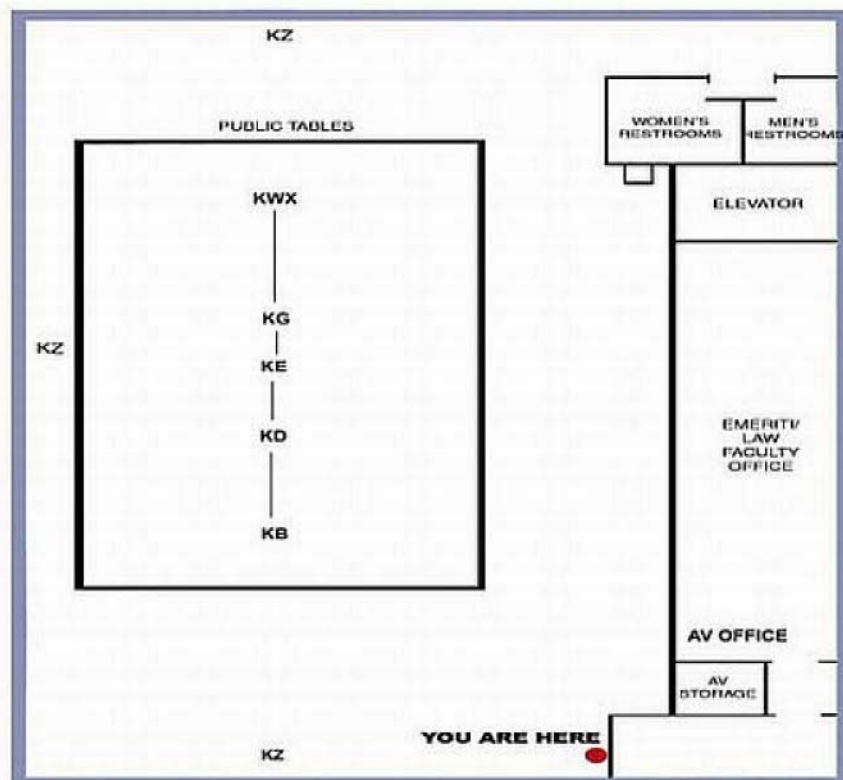 KZ
WOMEN'S
RESTROOMS
MEN'S
RESTROOMS
PUBLIC TABLES
KWX
ELEVATOR
KG
KZ
KE
KD
EMERITI/
LAW
FACULTY
OFFICE
KB
AV OFFICE
AV
STORAGE
YOU ARE HERE
KZ